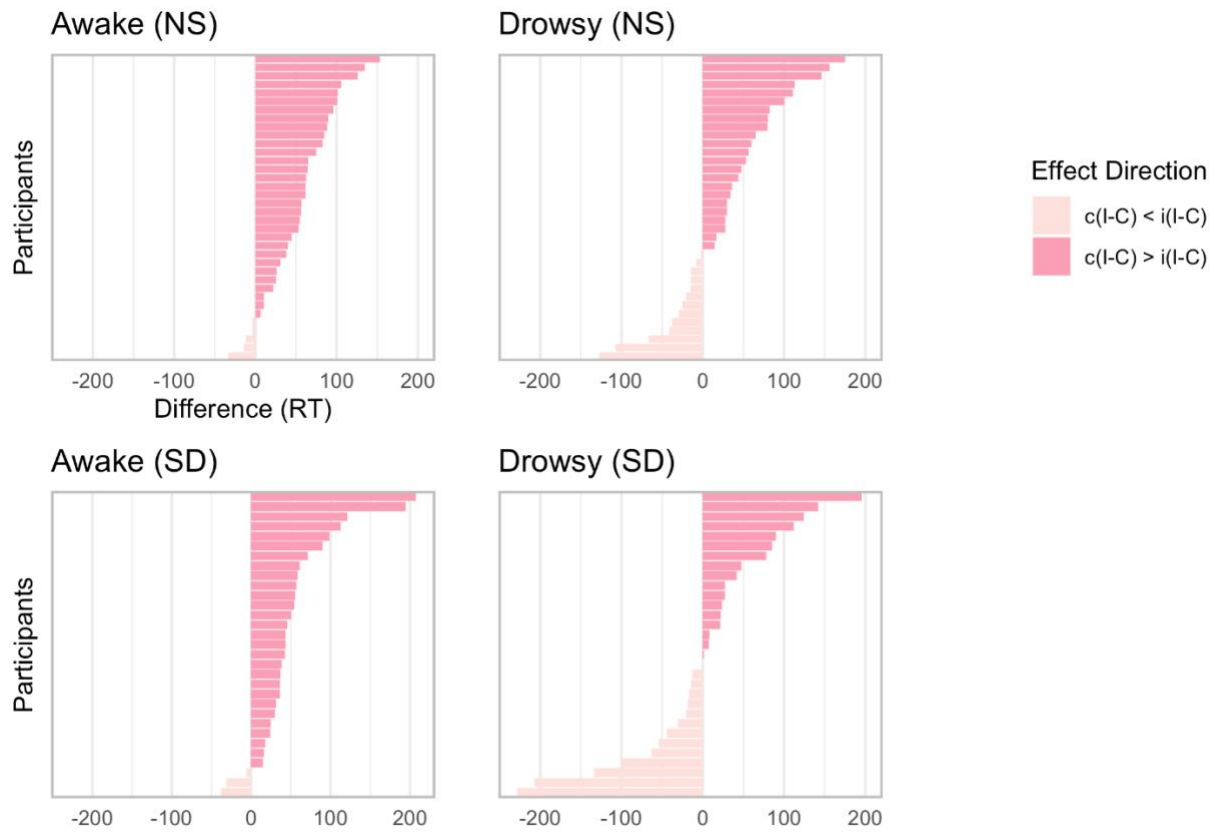 Awake (NS)
Drowsy (NS)
Participants
-200 -100 0 100 200
Difference (RT)
-200 -100 0 100 200
Effect Direction
c(I-C) < i(I-C)
c(I-C) > i(I-C)
Awake (SD)
Drowsy (SD)
Participants
-200 -100 0 100 200
-200 -100 0 100 200